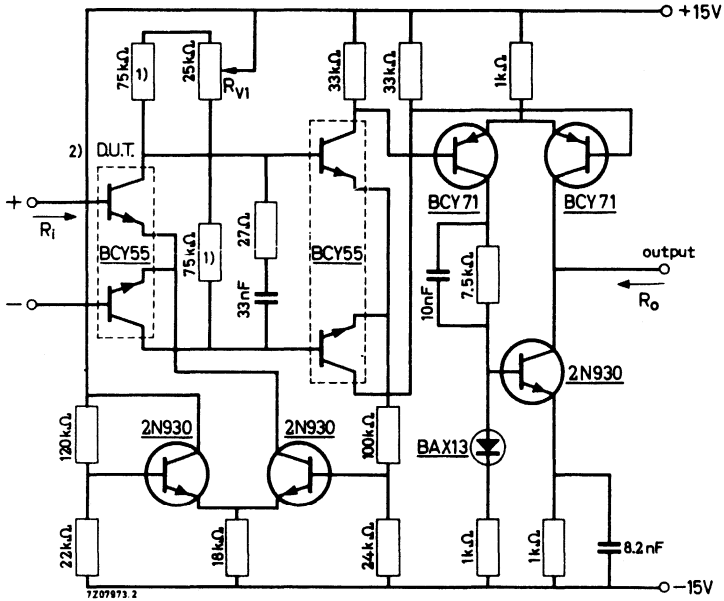 +15V
75kΩ
1)
25kΩ
RV1
33kΩ
33kΩ
1kΩ
2)
D.U.T.
BCY71
BCY71
+
Ri
BCY55
75kΩ
1)
27Ω
33nF
BCY55
10nF
7.5kΩ
output
Ro
−
2N930
120kΩ
2N930
2N930
100kΩ
BAX13
22kΩ
18kΩ
24kΩ
1kΩ
1kΩ
8.2nF
7Z07973.2
−15V